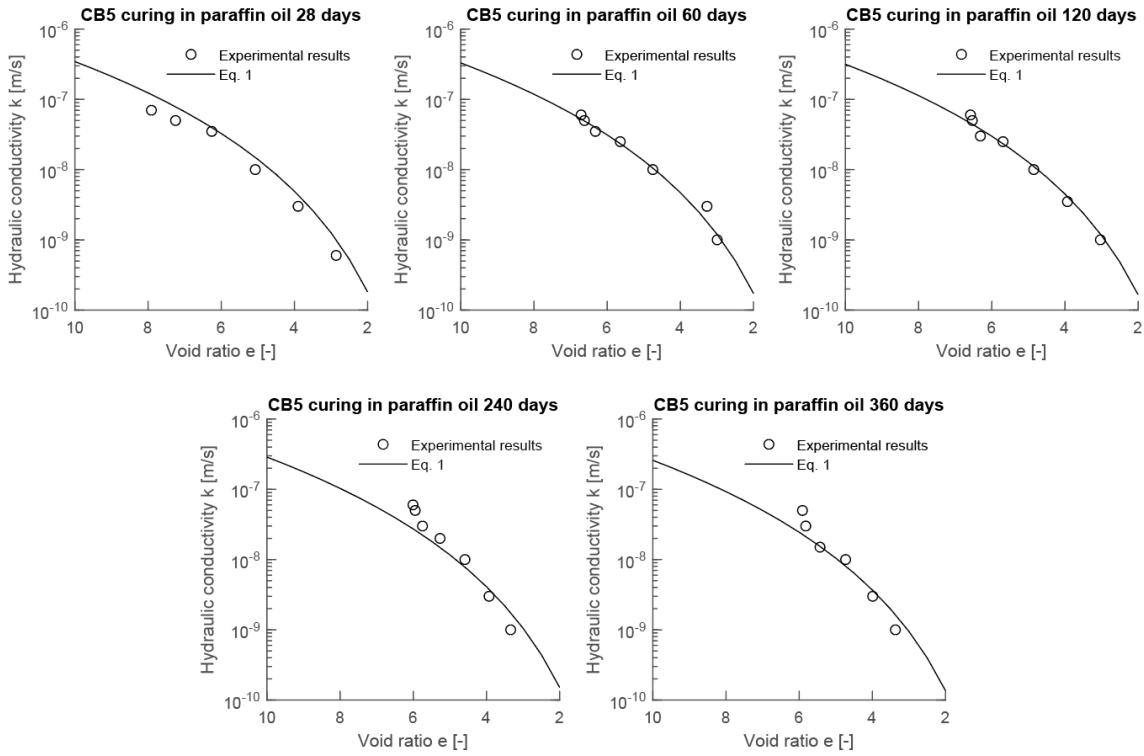 CB5 curing in paraffin oil 28 days
Hydraulic conductivity k [m/s]
10^-6
10^-7
10^-8
10^-9
10^-10
Experimental results
Eq. 1
10 8 6 4 2
Void ratio e [-]
CB5 curing in paraffin oil 60 days
Hydraulic conductivity k [m/s]
10^-6
10^-7
10^-8
10^-9
10^-10
Experimental results
Eq. 1
10 8 6 4 2
Void ratio e [-]
CB5 curing in paraffin oil 120 days
Hydraulic conductivity k [m/s]
10^-6
10^-7
10^-8
10^-9
10^-10
Experimental results
Eq. 1
10 8 6 4 2
Void ratio e [-]
CB5 curing in paraffin oil 240 days
Hydraulic conductivity k [m/s]
10^-6
10^-7
10^-8
10^-9
10^-10
Experimental results
Eq. 1
10 8 6 4 2
Void ratio e [-]
CB5 curing in paraffin oil 360 days
Hydraulic conductivity k [m/s]
10^-6
10^-7
10^-8
10^-9
10^-10
Experimental results
Eq. 1
10 8 6 4 2
Void ratio e [-]